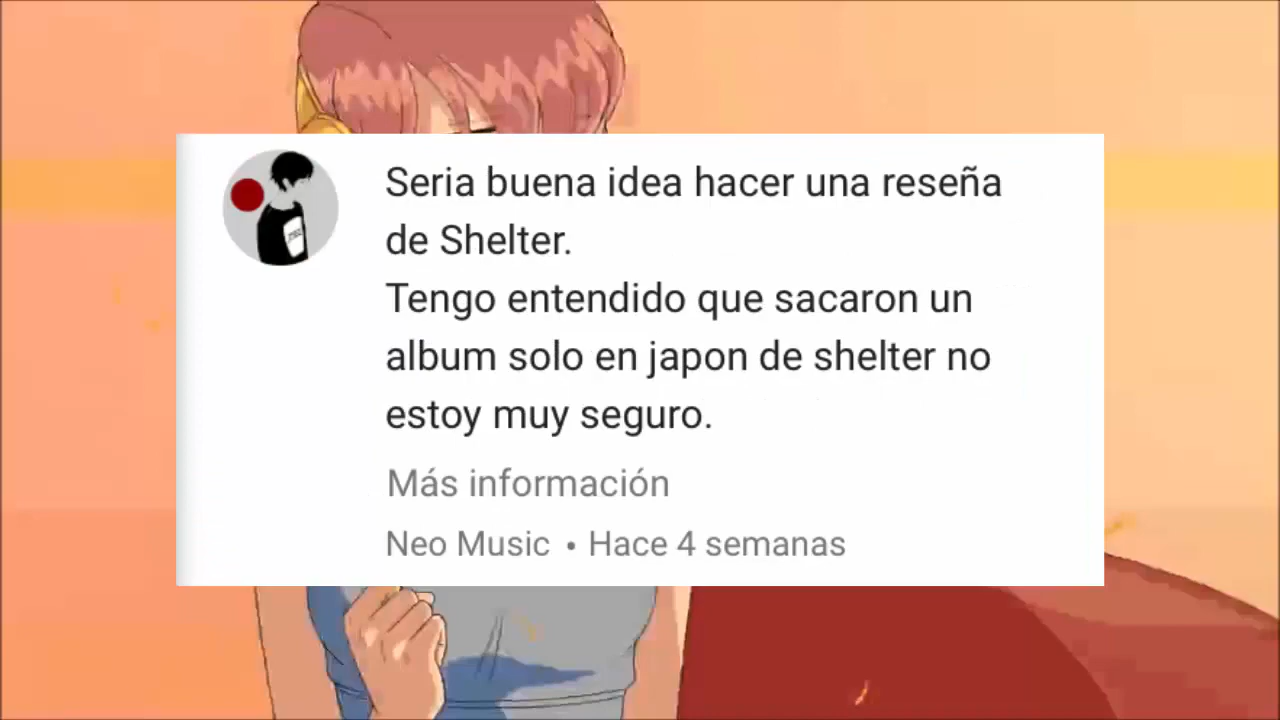 Seria buena idea hacer una reseña
de Shelter.
Tengo entendido que sacaron un
album solo en japon de shelter no
estoy muy seguro.
Más información
Neo Music • Hace 4 semanas